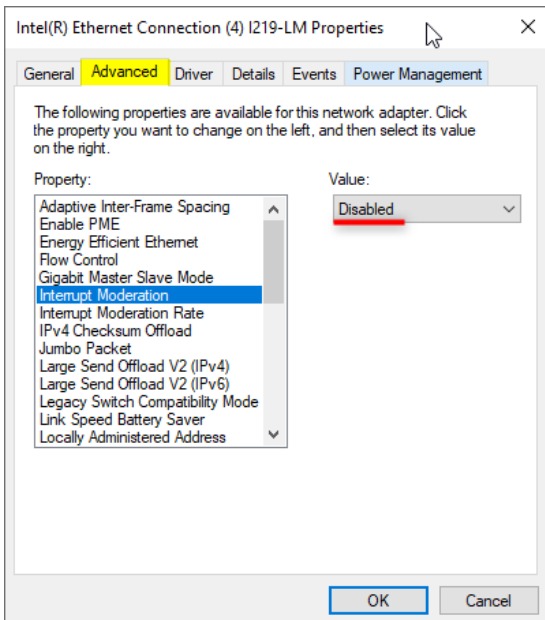 Intel(R) Ethernet Connection (4) I219-LM Properties
General Advanced Driver Details Events Power Management
The following properties are available for this network adapter. Click
the property you want to change on the left, and then select its value
on the right.
Property: Value:
Disabled
Adaptive Inter-Frame Spacing
Enable PME
Energy Efficient Ethernet
Flow Control
Gigabit Master Slave Mode
Interrupt Moderation
Interrupt Moderation Rate
IPv4 Checksum Offload
Jumbo Packet
Large Send Offload V2 (IPv4)
Large Send Offload V2 (IPv6)
Legacy Switch Compatibility Mode
Link Speed Battery Saver
Locally Administered Address
OK Cancel